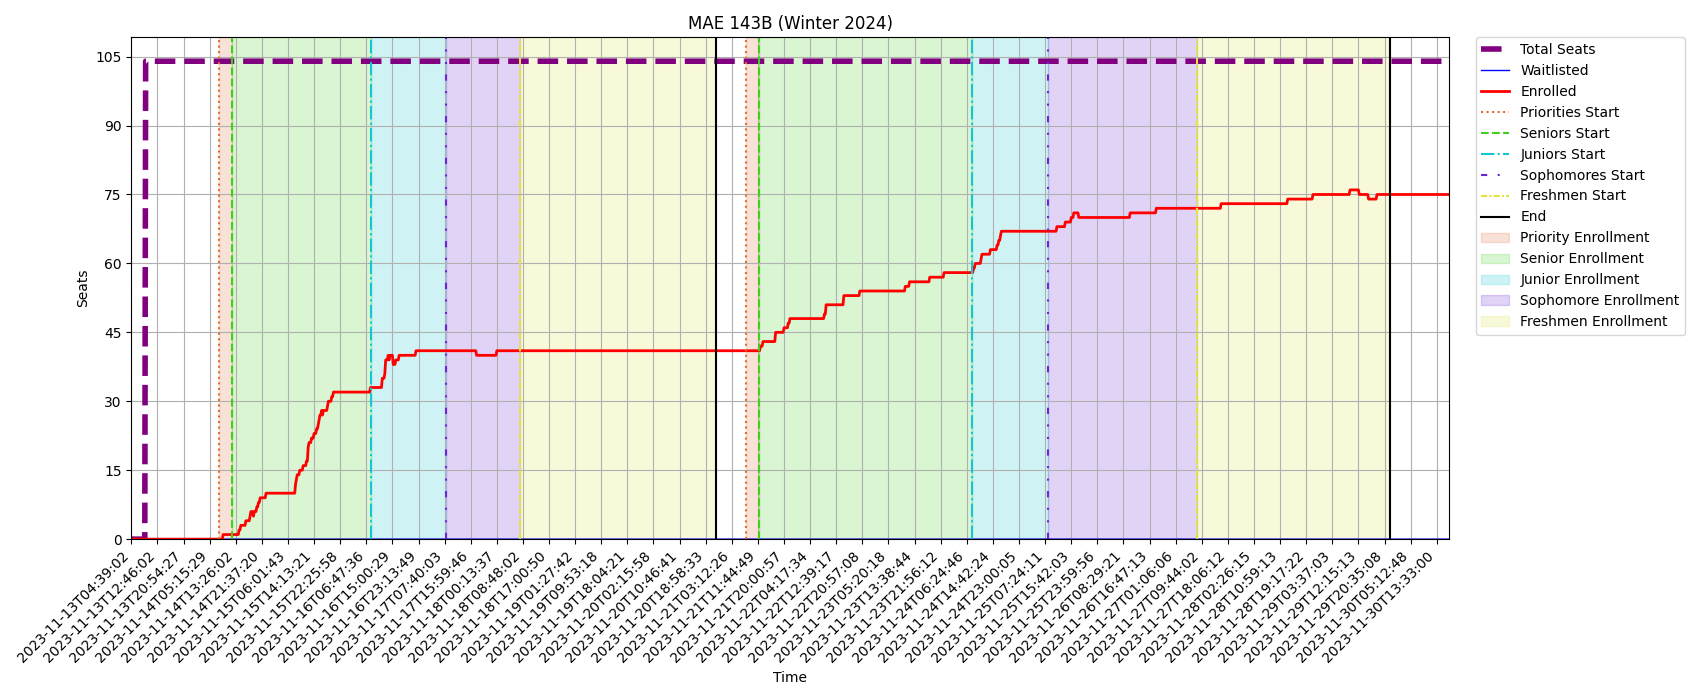 MAE 143B (Winter 2024)
Seats
105
90
75
60
45
30
15
0
2023-11-13T04:39:02
2023-11-13T12:46:02
2023-11-13T20:54:27
2023-11-14T05:15:29
2023-11-14T13:26:02
2023-11-14T21:37:20
2023-11-15T06:01:43
2023-11-15T14:13:21
2023-11-15T22:25:58
2023-11-16T06:47:36
2023-11-16T15:00:29
2023-11-16T23:13:49
2023-11-17T07:40:03
2023-11-17T15:59:46
2023-11-18T00:13:37
2023-11-18T08:48:02
2023-11-18T17:00:50
2023-11-19T01:27:42
2023-11-19T09:53:18
2023-11-19T18:04:21
2023-11-20T02:15:58
2023-11-20T10:46:41
2023-11-20T18:58:33
2023-11-21T03:12:26
2023-11-21T11:44:49
2023-11-21T20:00:57
2023-11-22T04:17:34
2023-11-22T12:39:17
2023-11-22T20:57:08
2023-11-23T05:20:18
2023-11-23T13:38:44
2023-11-23T21:56:12
2023-11-24T06:24:46
2023-11-24T14:42:24
2023-11-24T23:00:05
2023-11-25T07:24:11
2023-11-25T15:42:03
2023-11-25T23:59:56
2023-11-26T08:29:21
2023-11-26T16:47:13
2023-11-27T01:06:06
2023-11-27T09:44:02
2023-11-27T18:06:12
2023-11-28T02:26:15
2023-11-28T10:59:13
2023-11-28T19:17:22
2023-11-29T03:37:03
2023-11-29T12:15:13
2023-11-29T20:35:08
2023-11-30T05:12:48
2023-11-30T13:33:00
Time
Total Seats
Waitlisted
Enrolled
Priorities Start
Seniors Start
Juniors Start
Sophomores Start
Freshmen Start
End
Priority Enrollment
Senior Enrollment
Junior Enrollment
Sophomore Enrollment
Freshmen Enrollment